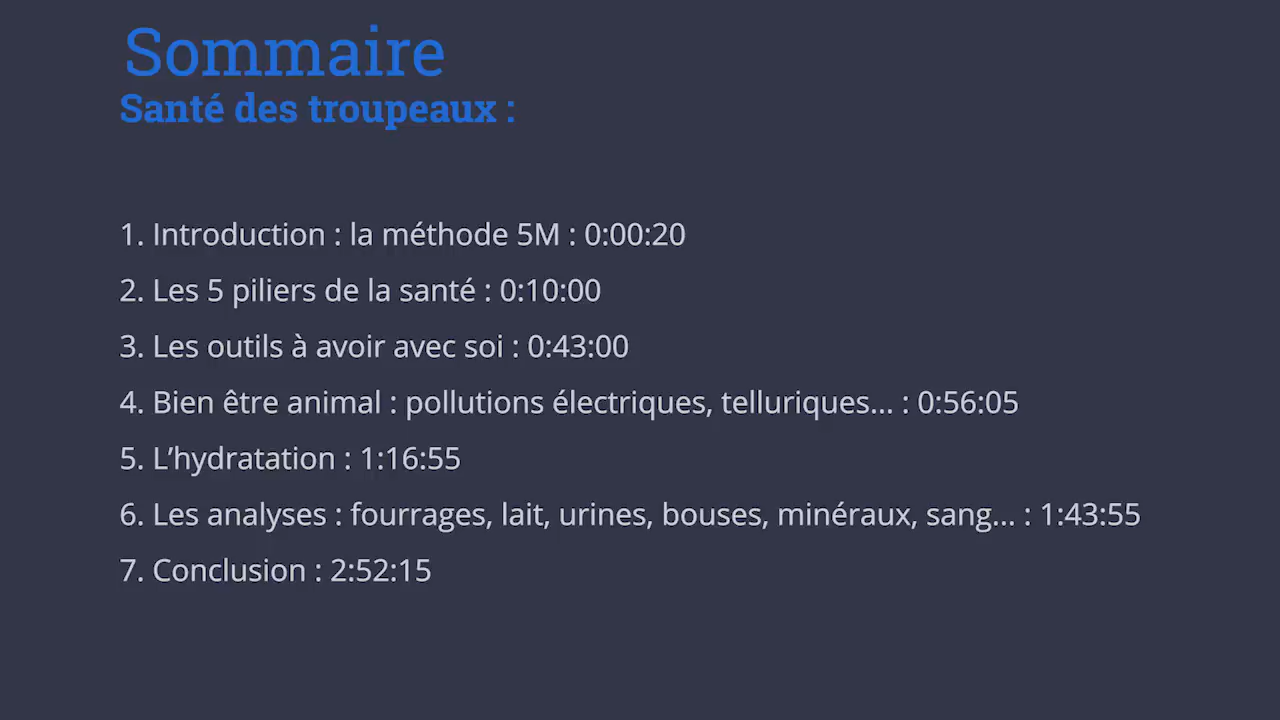 Sommaire
Santé des troupeaux :
1. Introduction : la méthode 5M : 0:00:20
2. Les 5 piliers de la santé : 0:10:00
3. Les outils à avoir avec soi : 0:43:00
4. Bien être animal : pollutions électriques, telluriques... : 0:56:05
5. L’hydratation : 1:16:55
6. Les analyses : fourrages, lait, urines, bouses, minéraux, sang... : 1:43:55
7. Conclusion : 2:52:15